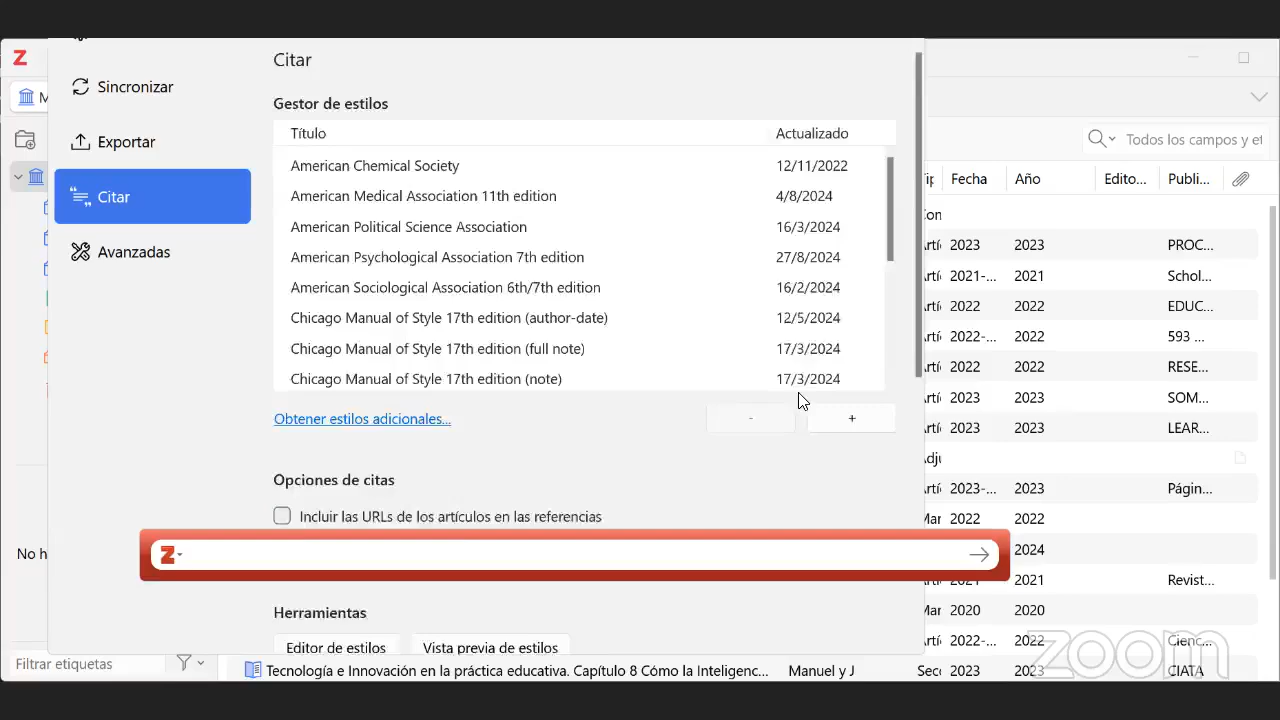 Z
Citar
Sincronizar
Gestor de estilos
Título Actualizado
Exportar
Todos los campos y et
American Chemical Society 12/11/2022
Citar
American Medical Association 11th edition 4/8/2024
Fecha Año Edito... Publi...
American Political Science Association 16/3/2024
Avanzadas
American Psychological Association 7th edition 27/8/2024
American Sociological Association 6th/7th edition 16/2/2024
Chicago Manual of Style 17th edition (author-date) 12/5/2024
Chicago Manual of Style 17th edition (full note) 17/3/2024
Chicago Manual of Style 17th edition (note) 17/3/2024
Obtener estilos adicionales... - +
Opciones de citas
Incluir las URLs de los artículos en las referencias
Z
Herramientas
Editor de estilos Vista previa de estilos
2023 2023 PROC...
2021-... 2021 Schol...
2022 2022 EDUC...
2022-... 2022 593 ...
2022 2022 RESE...
2023 2023 SOM...
2023 2023 LEAR...
2023-... 2023 Págin...
2022 2022
2024
2021 2021 Revist...
2020 2020
2022-... 2022 Cienc...
Filtrar etiquetas
Tecnología e Innovación en la práctica educativa. Capítulo 8 Cómo la Inteligenc... Manuel y J Secc 2023 2023 CIATA
zoom